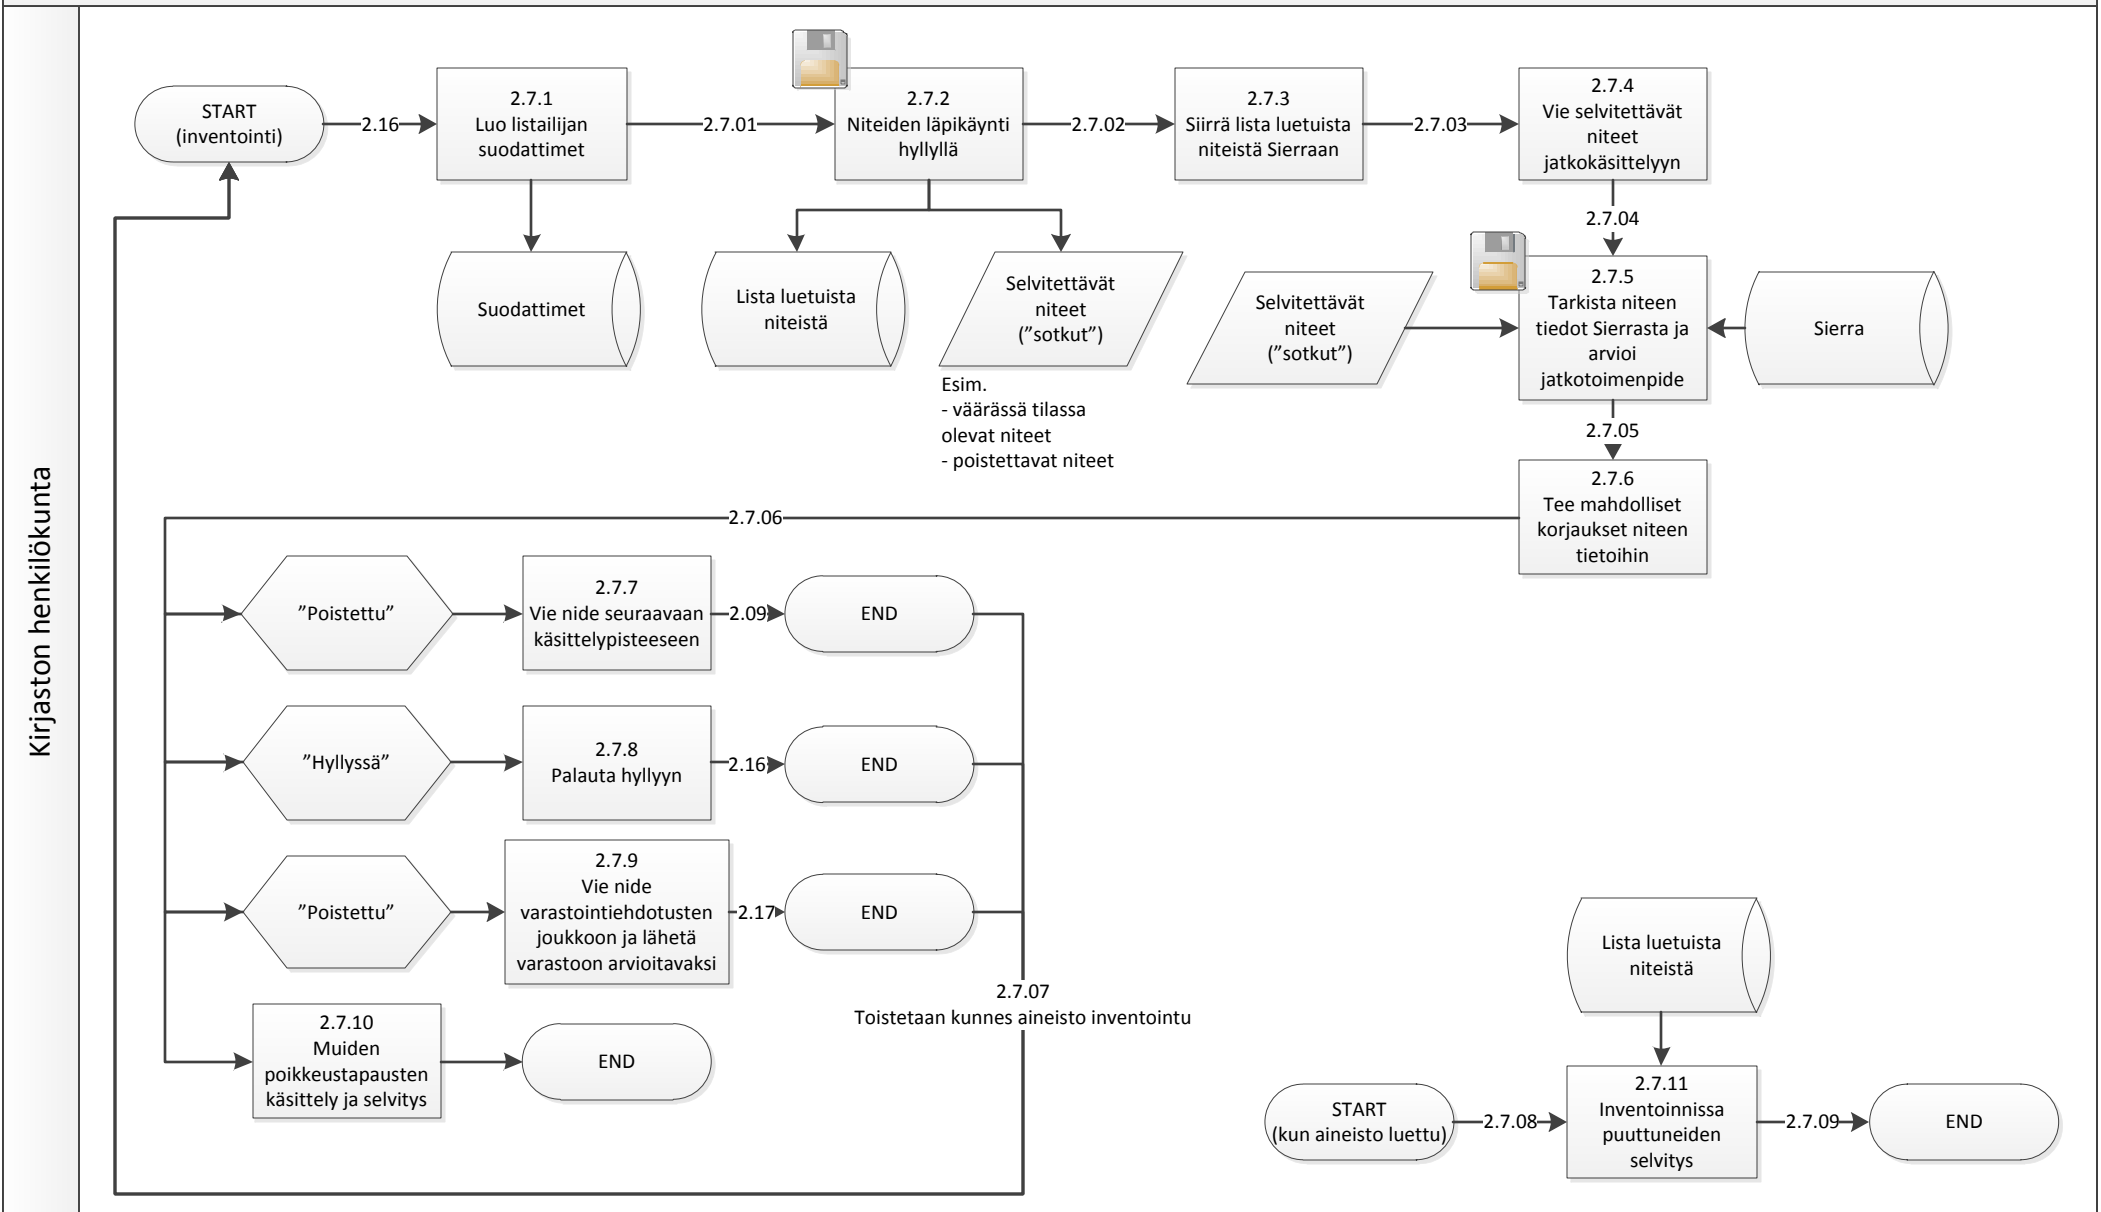 Kirjaston henkilökunta
START
(inventointi)
2.16
2.7.1
Luo listailijan
suodattimet
2.7.01
2.7.2
Niteiden läpikäynti
hyllyllä
2.7.02
2.7.3
Siirrä lista luetuista
niteistä Sierraan
2.7.03
2.7.4
Vie selvitettävät
niteet
jatkokäsittelyyn
2.7.04
Suodattimet
Lista luetuista
niteistä
Selvitettävät
niteet
(”sotkut”)
Esim.
- väärässä tilassa
olevat niteet
- poistettavat niteet
Selvitettävät
niteet
(”sotkut”)
2.7.5
Tarkista niteen
tiedot Sierrasta ja
arvioi
jatkotoimenpide
Sierra
2.7.05
2.7.6
Tee mahdolliset
korjaukset niteen
tietoihin
2.7.06
”Poistettu”
2.7.7
Vie nide seuraavaan
käsittelypisteeseen
2.09
END
”Hyllyssä”
2.7.8
Palauta hyllyyn
2.16
END
”Poistettu”
2.7.9
Vie nide
varastointiehdotusten
joukkoon ja lähetä
varastoon arvioitavaksi
2.17
END
2.7.07
Toistetaan kunnes aineisto inventointu
2.7.10
Muiden
poikkeustapausten
käsittely ja selvitys
END
Lista luetuista
niteistä
START
(kun aineisto luettu)
2.7.08
2.7.11
Inventoinnissa
puuttuneiden
selvitys
2.7.09
END